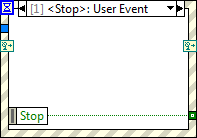 [1] <Stop>: User Event
Stop